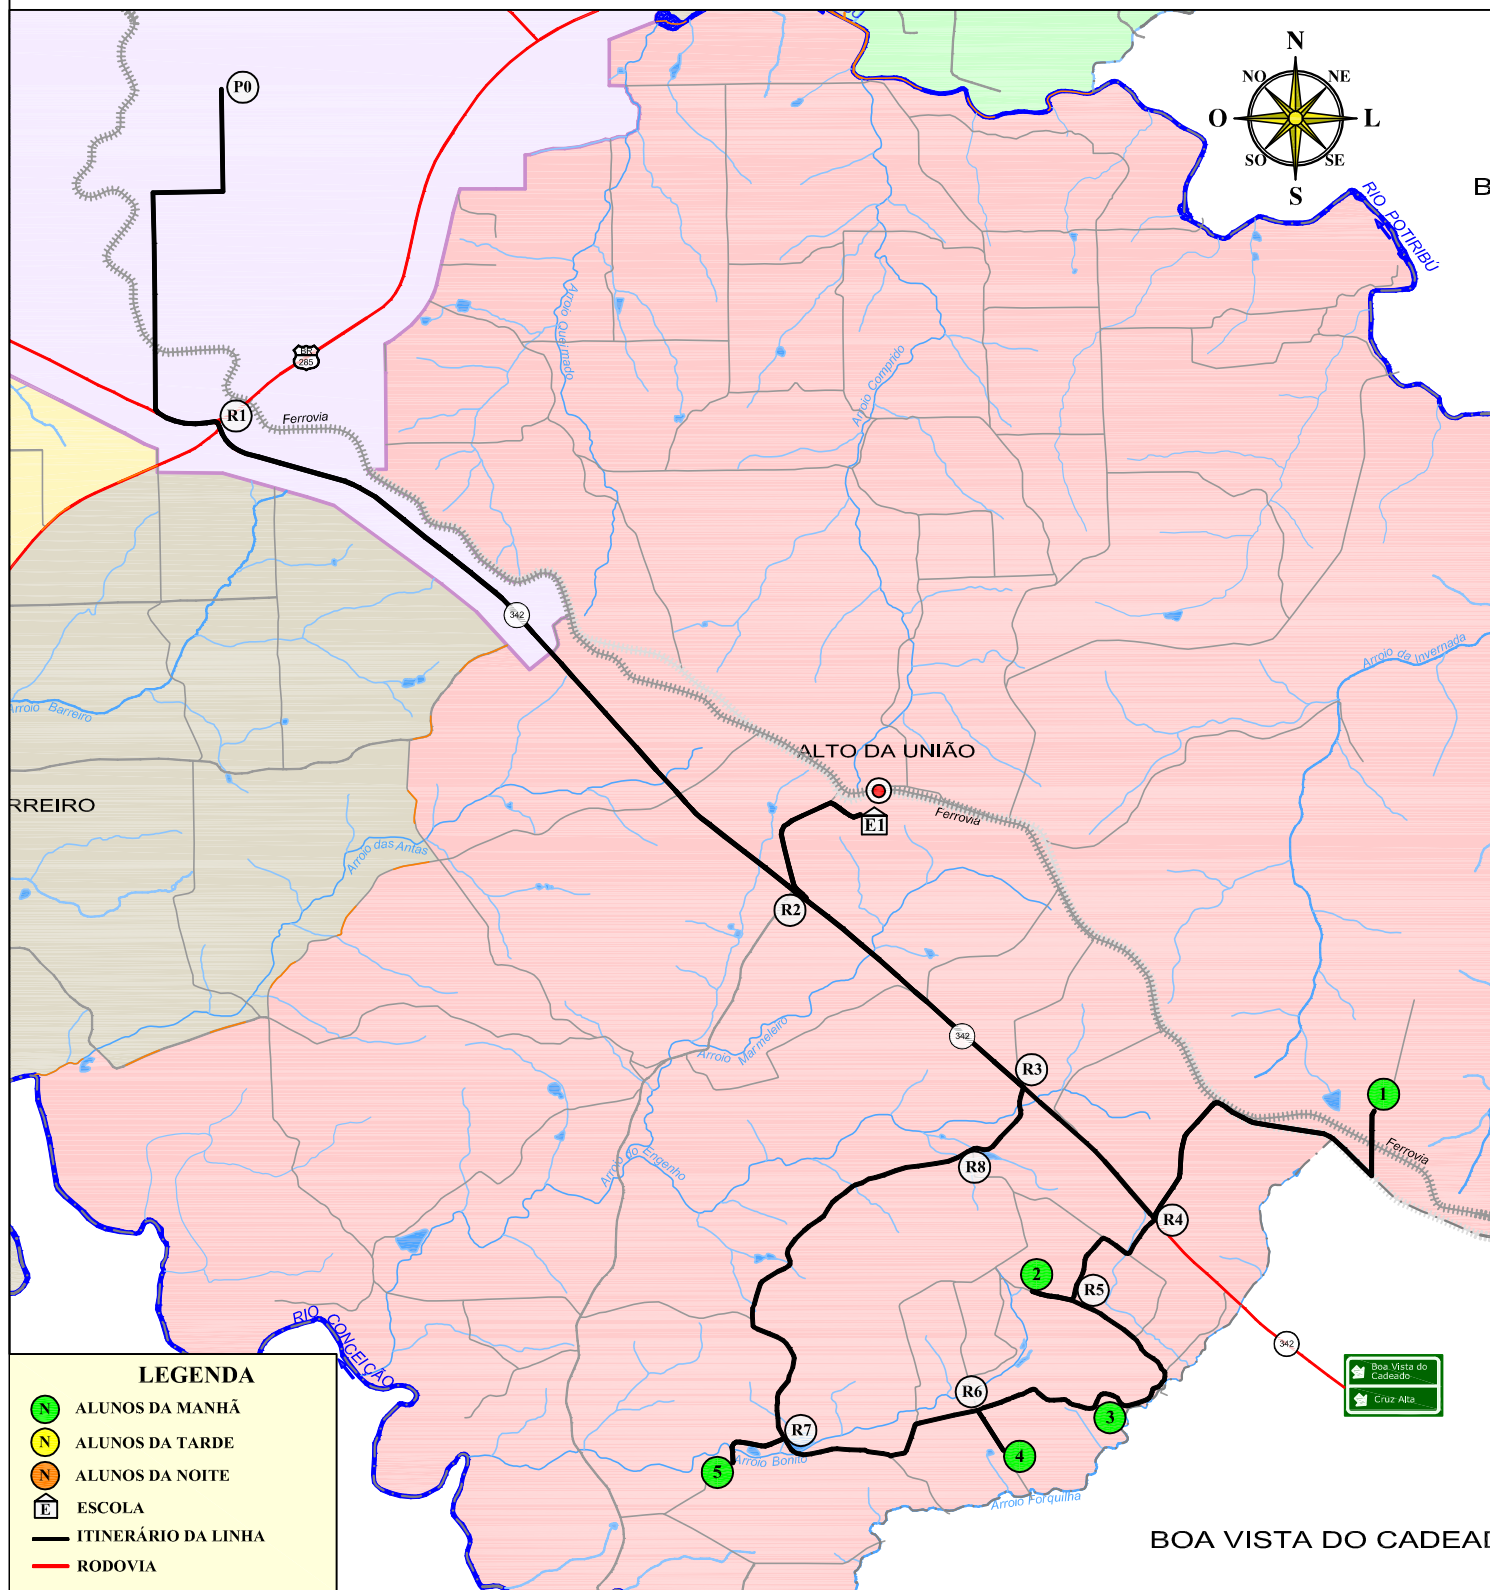 P0
N
NO
NE
O
L
SO
SE
S
B
RIO POTIRIBÚ
BR
285
R1
Ferrovia
Arroio Queimado
Arroio Comprido
342
Arroio da Invernada
Arroio Barreiro
ALTO DA UNIÃO
RREIRO
E1
Ferrovia
Arroio das Antas
R2
342
Arroio Marmeleiro
R3
1
Ferrovia
R8
Arroio do Engenho
R4
2
R5
RIO CONCEIÇÃO
342
Boa Vista do
Cadeado
Cruz Alta
R6
3
R7
4
5
Arroio Bonito
Arroio Forquilha
BOA VISTA DO CADEAD
LEGENDA
N ALUNOS DA MANHÃ
N ALUNOS DA TARDE
N ALUNOS DA NOITE
E ESCOLA
ITINERÁRIO DA LINHA
RODOVIA